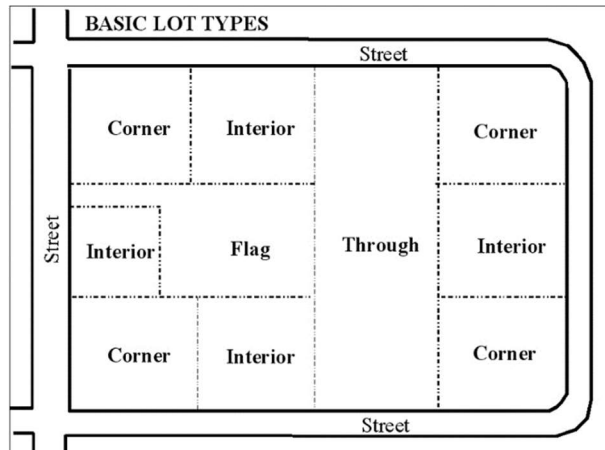 BASIC LOT TYPES
Street
Corner
Interior
Corner
Street
Interior
Flag
Through
Interior
Corner
Interior
Corner
Street